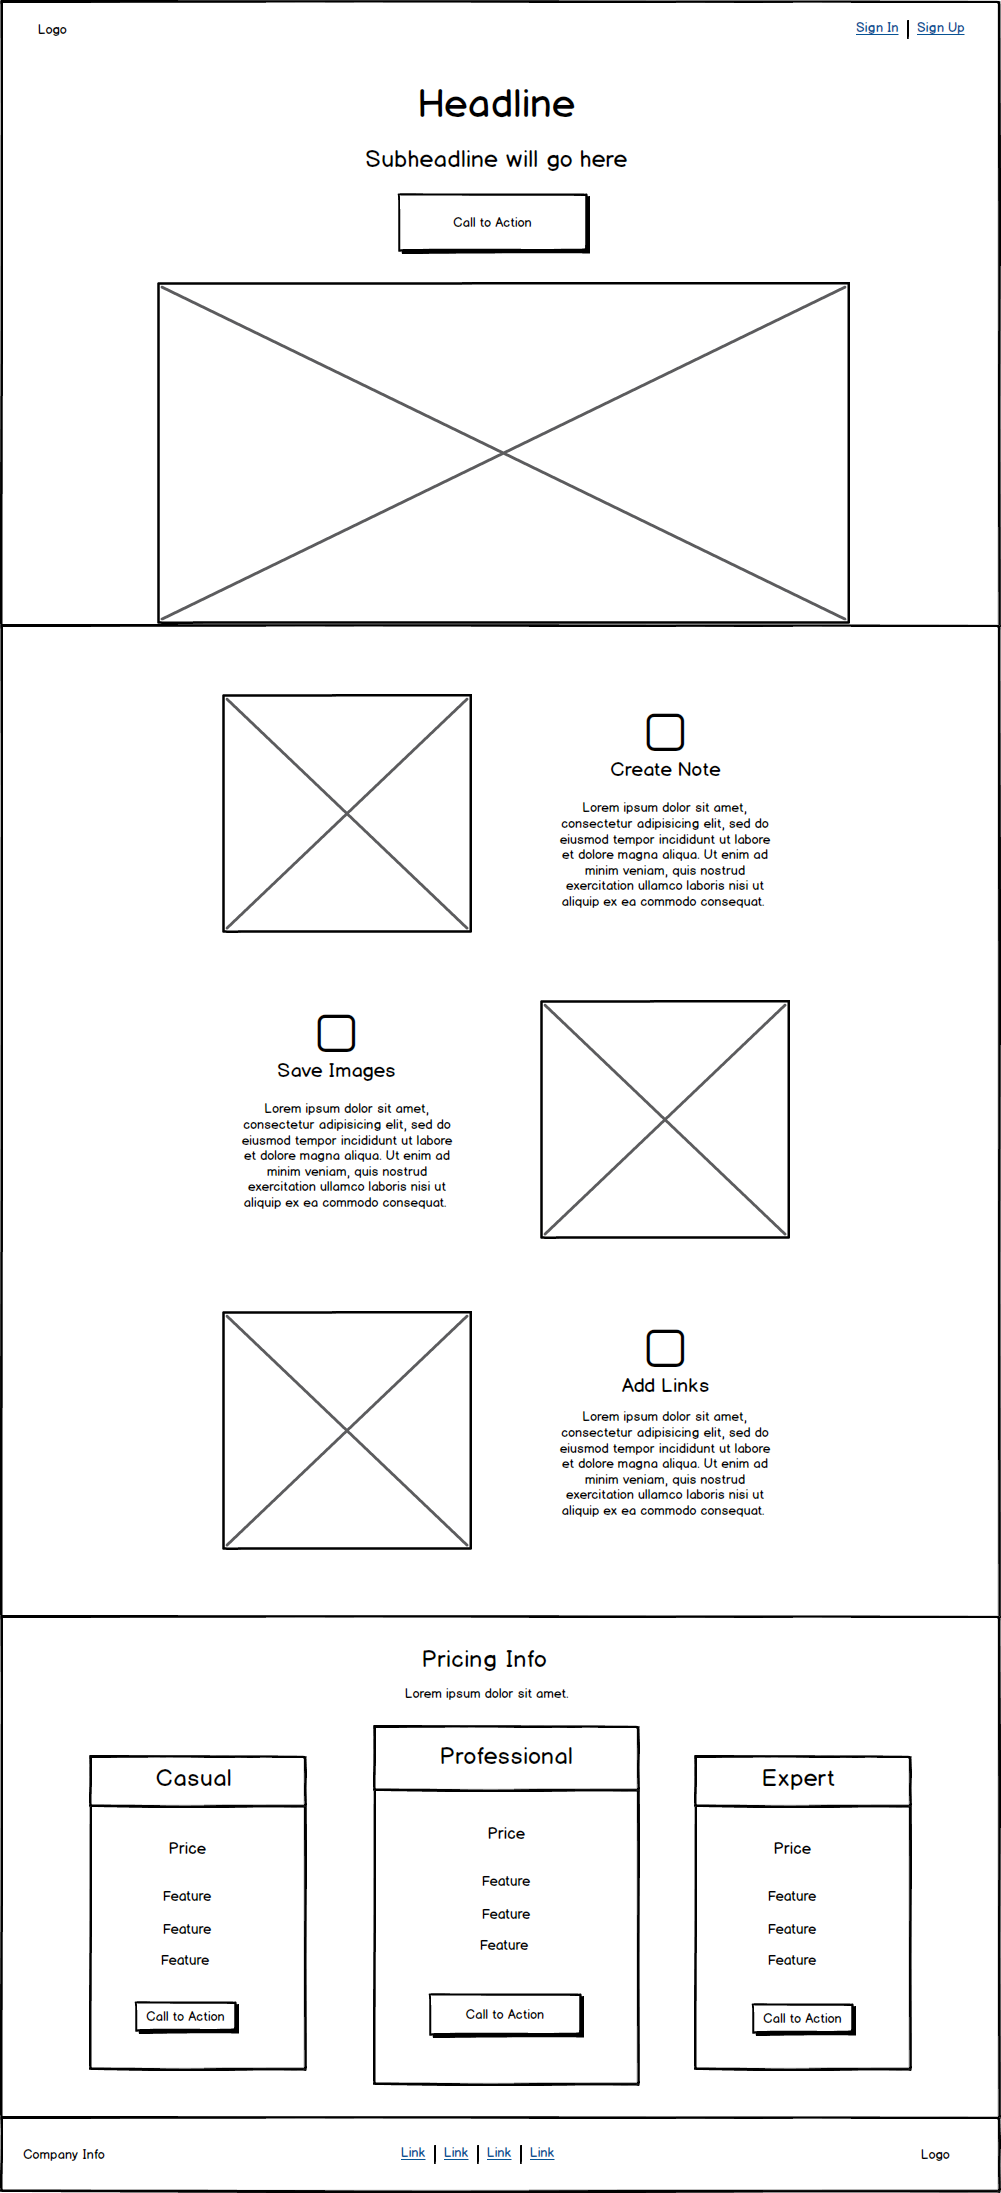 Logo
Sign In | Sign Up
Headline
Subheadline will go here
Call to Action
Create Note
Lorem ipsum dolor sit amet,
consectetur adipisicing elit, sed do
eiusmod tempor incididunt ut labore
et dolore magna aliqua. Ut enim ad
minim veniam, quis nostrud
exercitation ullamco laboris nisi ut
aliquip ex ea commodo consequat.
Save Images
Lorem ipsum dolor sit amet,
consectetur adipisicing elit, sed do
eiusmod tempor incididunt ut labore
et dolore magna aliqua. Ut enim ad
minim veniam, quis nostrud
exercitation ullamco laboris nisi ut
aliquip ex ea commodo consequat.
Add Links
Lorem ipsum dolor sit amet,
consectetur adipisicing elit, sed do
eiusmod tempor incididunt ut labore
et dolore magna aliqua. Ut enim ad
minim veniam, quis nostrud
exercitation ullamco laboris nisi ut
aliquip ex ea commodo consequat.
Pricing Info
Lorem ipsum dolor sit amet.
Casual
Price
Feature
Feature
Feature
Call to Action
Professional
Price
Feature
Feature
Feature
Call to Action
Expert
Price
Feature
Feature
Feature
Call to Action
Company Info
Link | Link | Link | Link
Logo